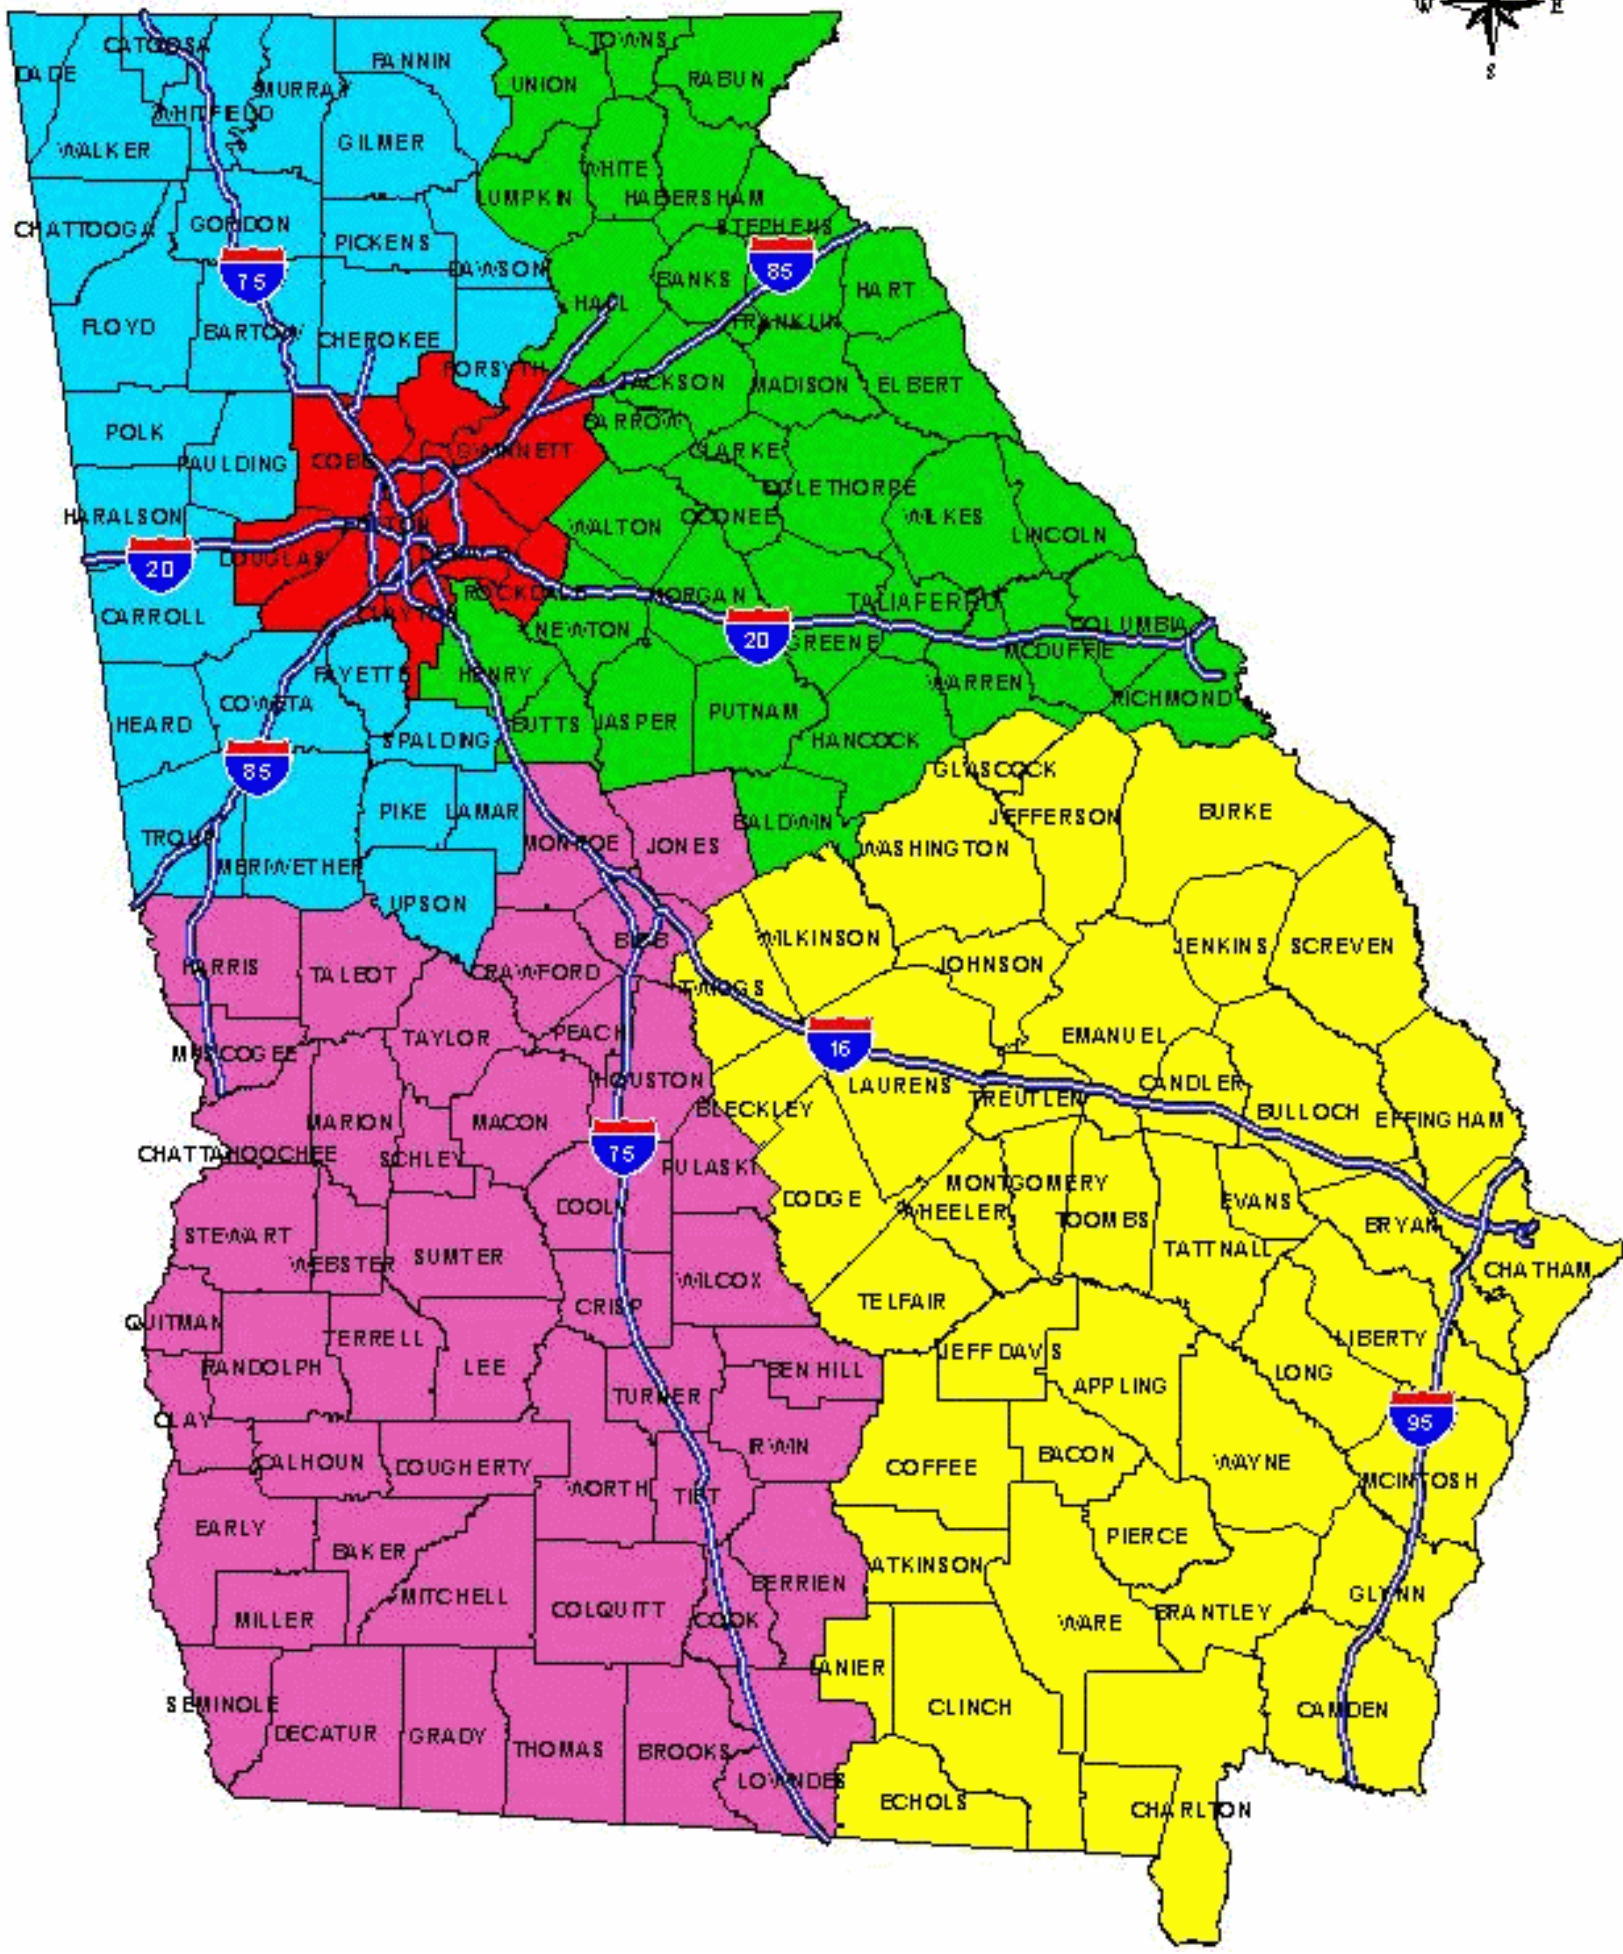 W E
S
CATOOSA
TOWNS
FANNIN
DADE
UNION
RABUN
MURRAY
WHITFIELD
GILMER
WALKER
WHITE
LUMPKIN
HABERSHAM
CHATTOOGA
GORDON
STEPHENS
PICKENS
DAWSON
75
85
BANKS
HART
HALL
FLOYD
BARTOW
CHEROKEE
FRANKLIN
FORSYTH
JACKSON
MADISON
ELBERT
POLK
BARROW
PAULDING
COBB
GWINNETT
CLARKE
OGLETHORPE
HARALSON
FULTON
WALTON
OCONEE
WILKES
LINCOLN
20
DOUGLAS
ROCKDALE
MORGAN
TALIAFERRO
CARROLL
CLAYTON
NEWTON
20
GREENE
COLUMBIA
MCDUFFIE
FAYETTE
HENRY
WARREN
RICHMOND
COWETA
HEARD
BUTTS
JASPER
PUTNAM
SPALDING
HANCOCK
85
GLASCOCK
PIKE
LAMAR
JEFFERSON
BURKE
TROUP
BALDWIN
MONROE
JONES
WASHINGTON
MERIWETHER
UPSON
BIBB
WILKINSON
JENKINS
SCREVEN
HARRIS
TALBOT
CRAWFORD
JOHNSON
TWIGGS
TAYLOR
PEACH
EMANUEL
MUSCOGEE
16
HOUSTON
LAURENS
CANDLER
TREUTLEN
BLECKLEY
BULLOCH
EFFINGHAM
MARION
MACON
CHATTAHOOCHEE
SCHLEY
75
PULASKI
MONTGOMERY
DODGE
WHEELER
EVANS
DOOLY
TOOMBS
BRYAN
STEWART
WEBSTER
SUMTER
TATTNALL
WILCOX
CHATHAM
CRISP
TELFAIR
QUITMAN
TERRELL
LIBERTY
RANDOLPH
LEE
JEFF DAVIS
BEN HILL
LONG
TURNER
APPLING
CLAY
95
CALHOUN
DOUGHERTY
IRWIN
COFFEE
BACON
WAYNE
WORTH
TIFT
MCINTOSH
EARLY
BAKER
PIERCE
ATKINSON
MITCHELL
BERRIEN
GLYNN
MILLER
COLQUITT
COOK
WARE
BRANTLEY
LANIER
SEMINOLE
DECATUR
GRADY
THOMAS
BROOKS
CLINCH
CAMDEN
LOWNDES
ECHOLS
CHARLTON